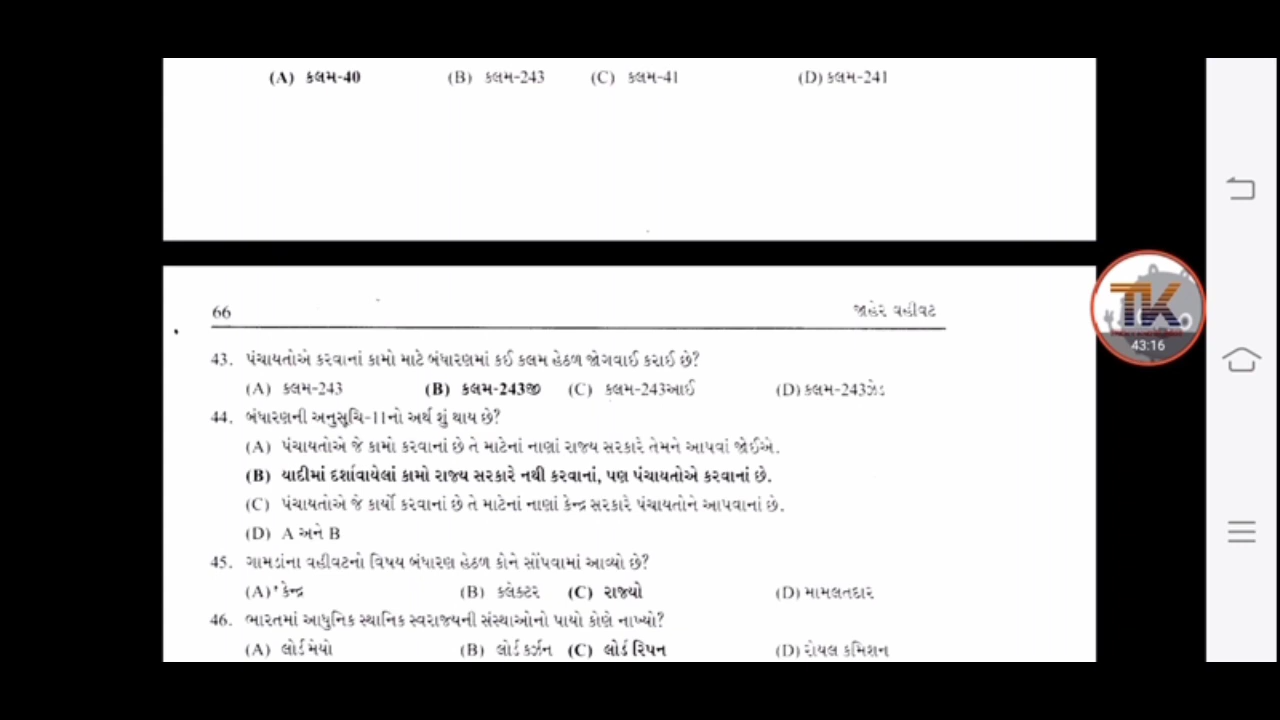 (A) કલમ-40 (B) કલમ-243 (C) કલમ-41 (D) કલમ-241
66 જાહેર વહીવટ
43. પંચાયતોએ કરવાનાં કામો માટે બંધારણમાં કઈ કલમ હેઠળ જોગવાઈ કરાઈ છે?
(A) કલમ-243 (B) કલમ-243જી (C) કલમ-243આઈ (D) કલમ-243ઝેડ
44. બંધારણની અનુસૂચિ-11નો અર્થ શું થાય છે?
(A) પંચાયતોએ જે કામો કરવાનાં છે તે માટેનાં નાણાં રાજ્ય સરકારે તેમને આપવાં જોઈએ.
(B) યાદીમાં દર્શાવાયેલાં કામો રાજ્ય સરકારે નથી કરવાનાં, પણ પંચાયતોએ કરવાનાં છે.
(C) પંચાયતોએ જે કાર્યો કરવાનાં છે તે માટેનાં નાણાં કેન્દ્ર સરકારે પંચાયતોને આપવાનાં છે.
(D) A અને B
45. ગામડાંના વહીવટનો વિષય બંધારણ હેઠળ કોને સોંપવામાં આવ્યો છે?
(A) કેન્દ્ર (B) કલેક્ટર (C) રાજ્યો (D) મામલતદાર
46. ભારતમાં આધુનિક સ્થાનિક સ્વરાજ્યની સંસ્થાઓનો પાયો કોણે નાખ્યો?
(A) લોર્ડ મેયો (B) લોર્ડ કર્ઝન (C) લોર્ડ રિપન (D) રોયલ કમિશન
TK
43:16